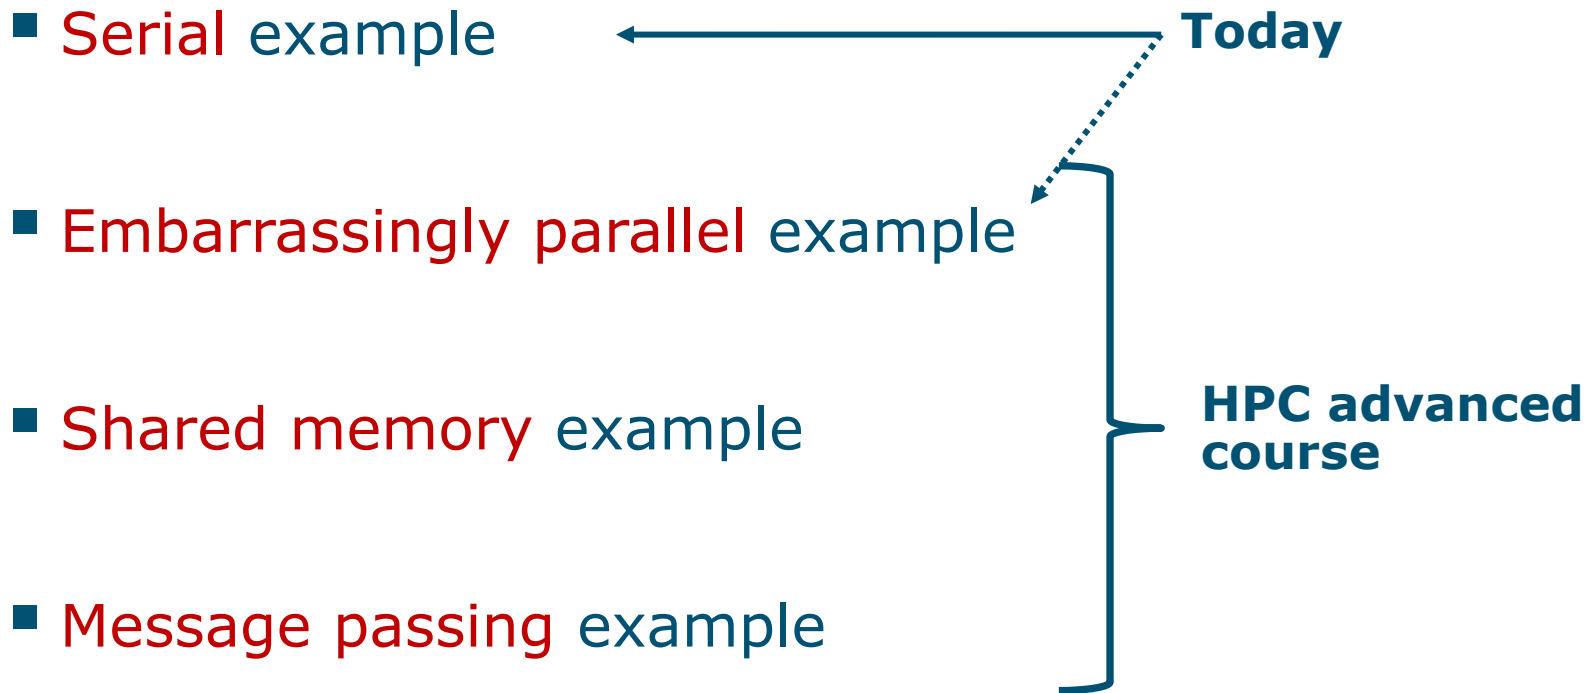 Serial example
Today
Embarrassingly parallel example
Shared memory example
HPC advanced
course
Message passing example